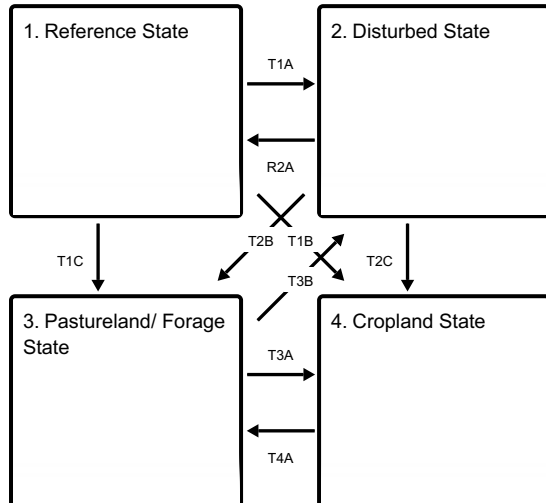 1. Reference State
2. Disturbed State
T1A
R2A
T2B
T1B
T1C
T3B
T2C
3. Pastureland/ Forage
State
4. Cropland State
T3A
T4A